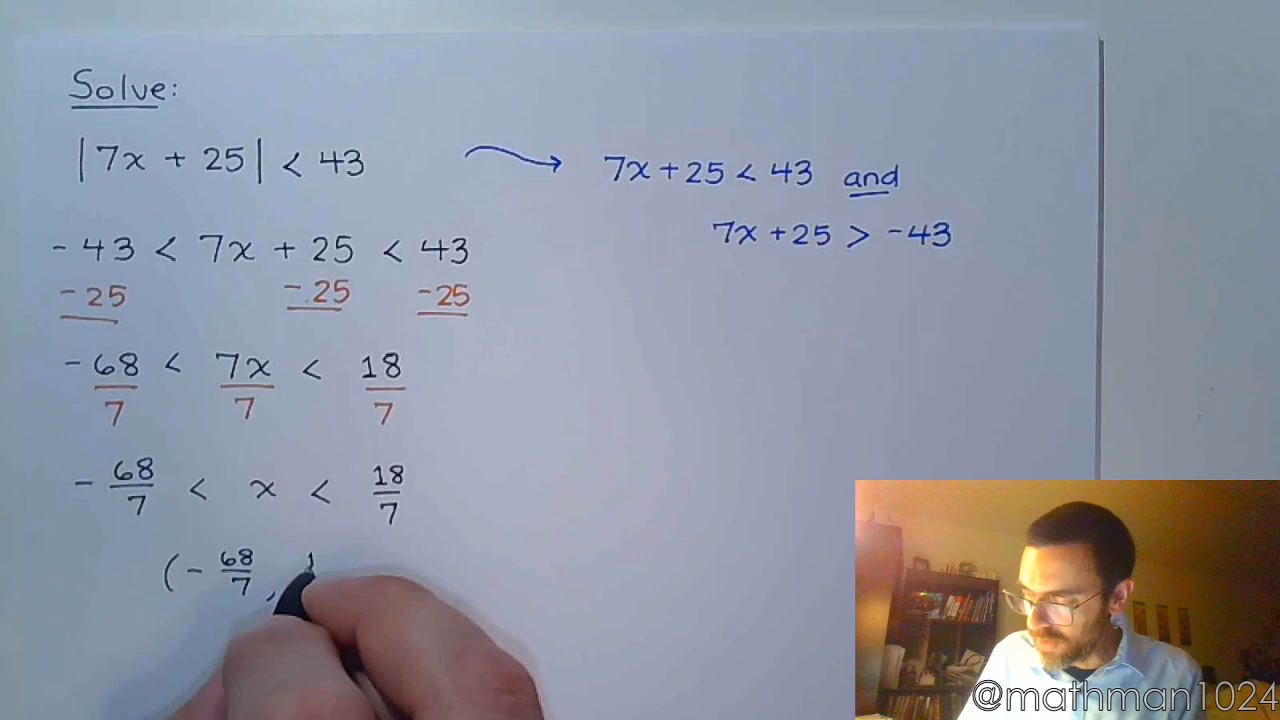 Solve:
|7x + 25| < 43
7x + 25 < 43 and
7x + 25 > -43
-43 < 7x + 25 < 43
-25 -25 -25
-68 < 7x < 18
7 7 7
-68/7 < x < 18/7
(-68/7, 1
@mathman1024